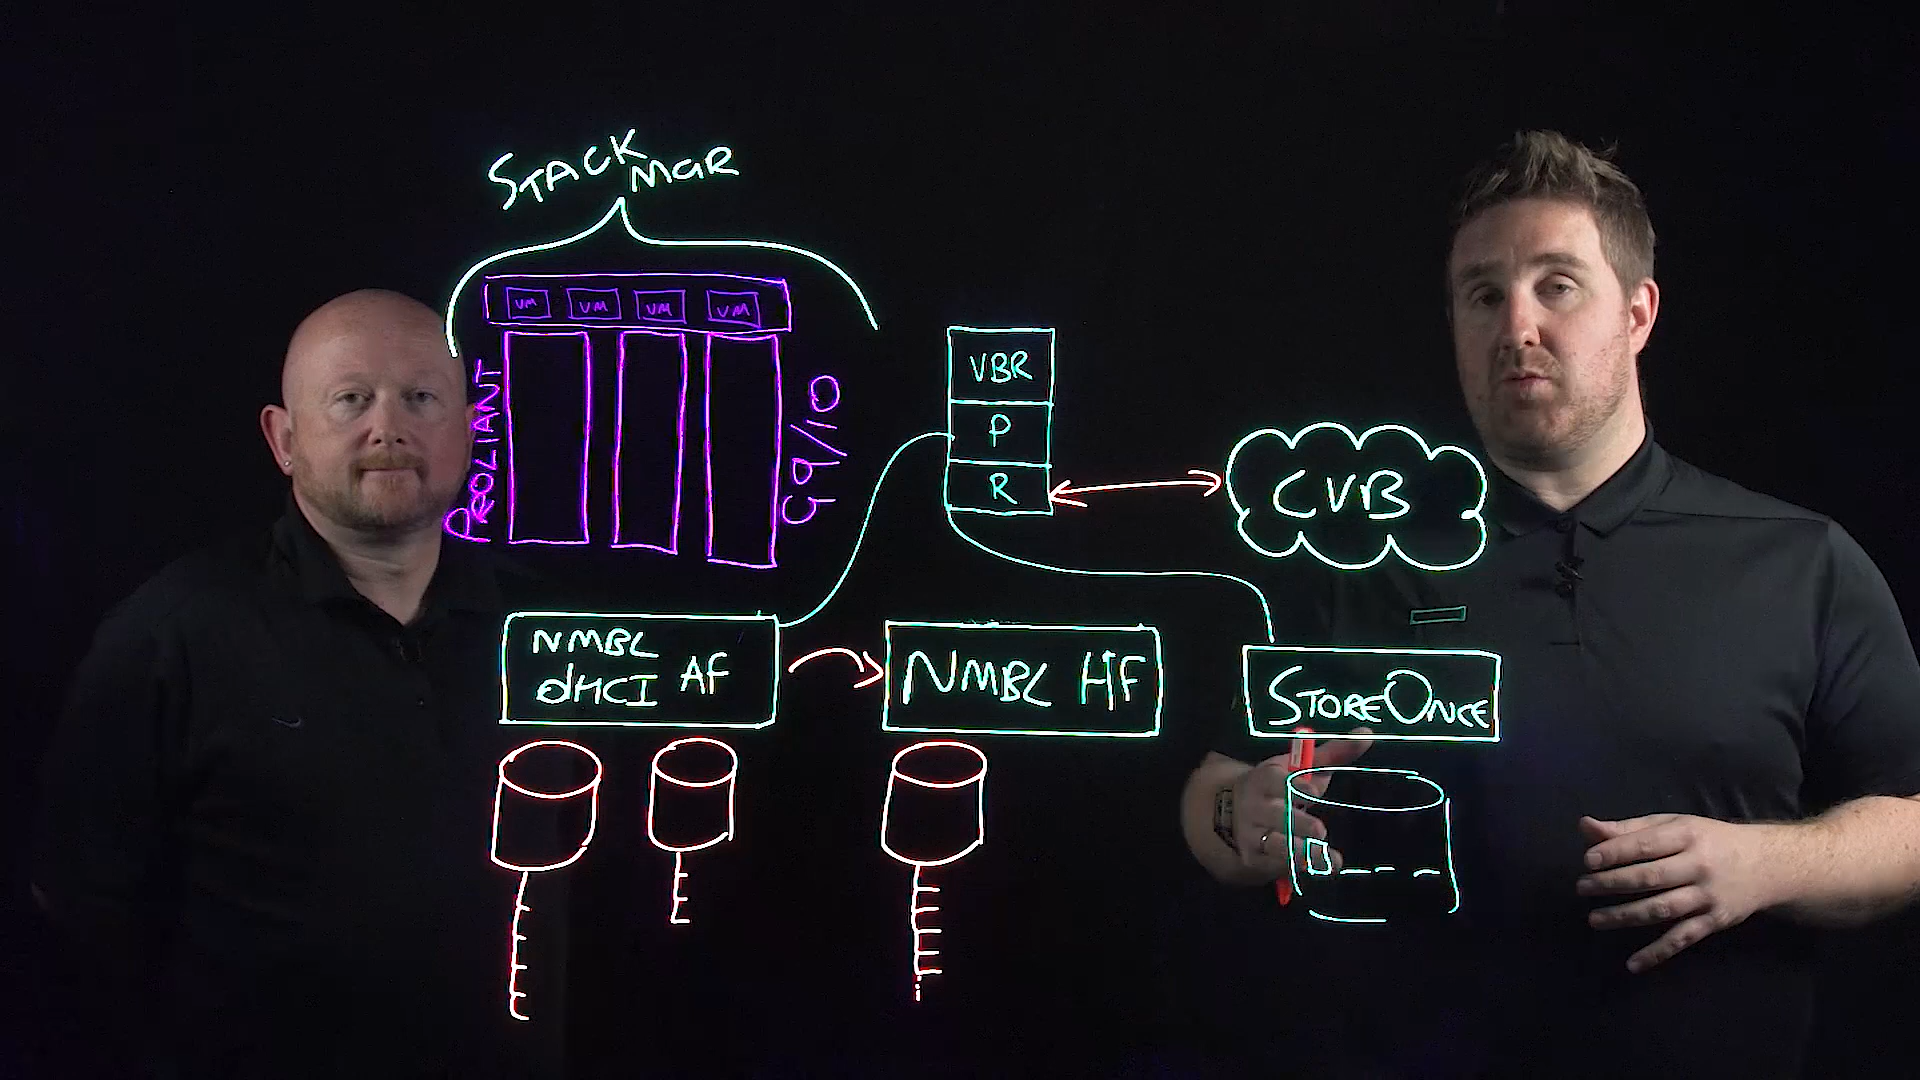 STACK MGR
VM VM VM VM
PROLIANT
G9/10
VBR
P
R
CVB
NMBL
dHCI AF
NMBL HF
STOREONCE